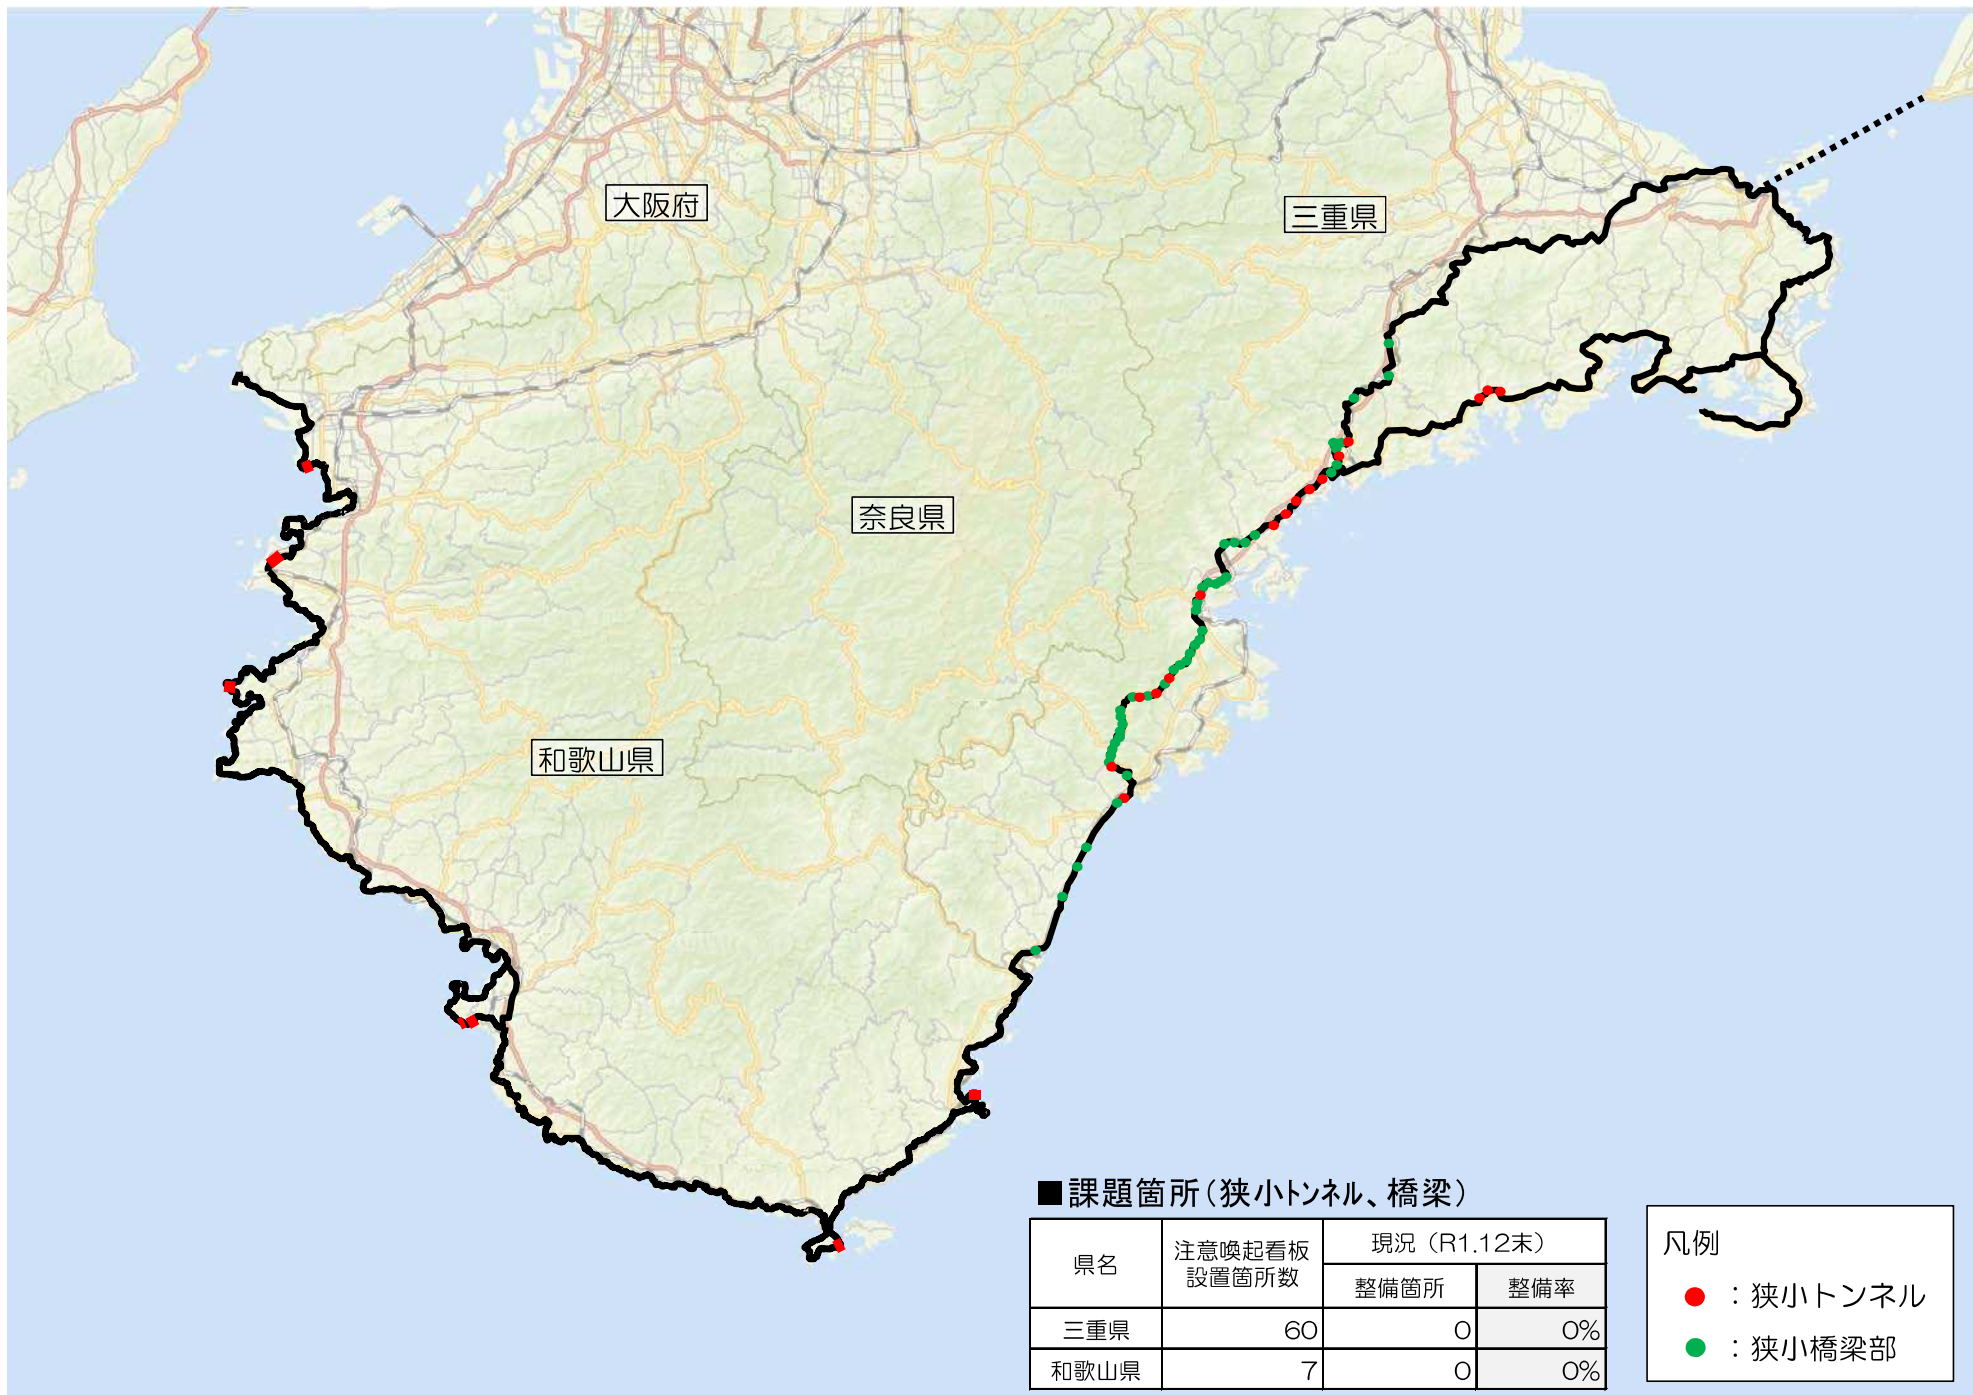 大阪府
三重県
奈良県
和歌山県
■課題箇所（狭小トンネル、橋梁）
県名
注意喚起看板
設置箇所数
現況（R1.12末）
整備箇所
整備率
三重県 60 0 0%
和歌山県 7 0 0%
凡例
：狭小トンネル
：狭小橋梁部